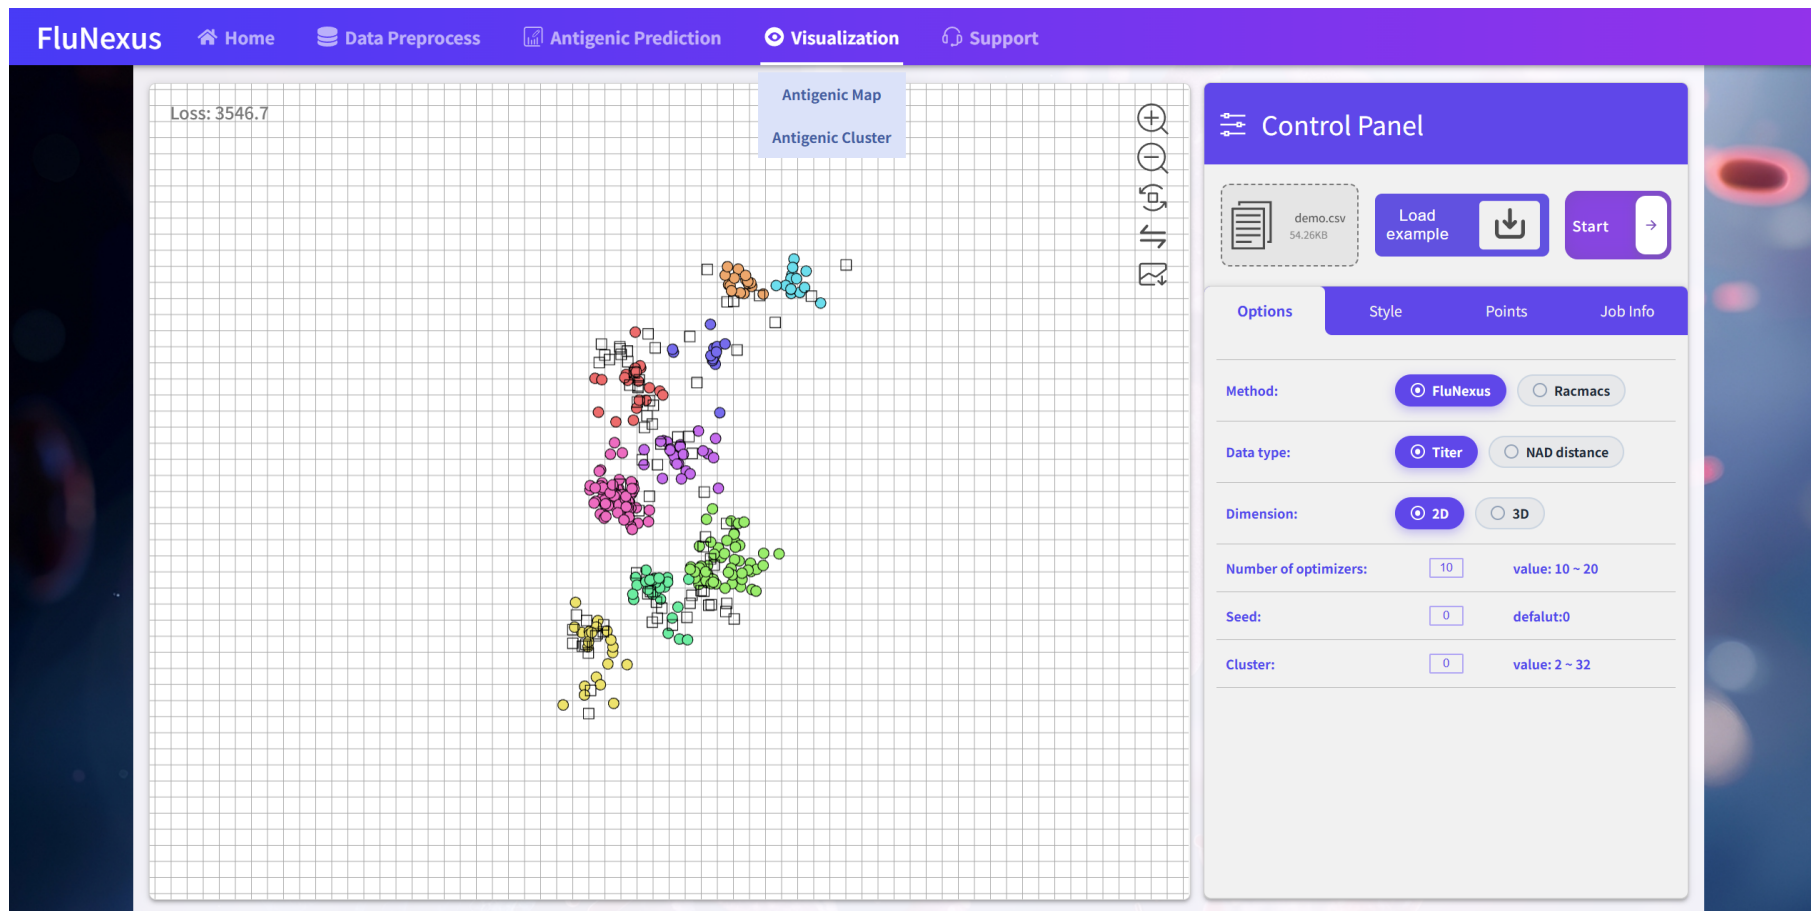 FluNexus Home Data Preprocess Antigenic Prediction Visualization Support
Antigenic Map
Antigenic Cluster
Loss: 3546.7
Control Panel
demo.csv
54.26KB
Load
example
Start
Options Style Points Job Info
Method: FluNexus Racmacs
Data type: Titer NAD distance
Dimension: 2D 3D
Number of optimizers: 10 value: 10 ~ 20
Seed: 0 defalut:0
Cluster: 0 value: 2 ~ 32